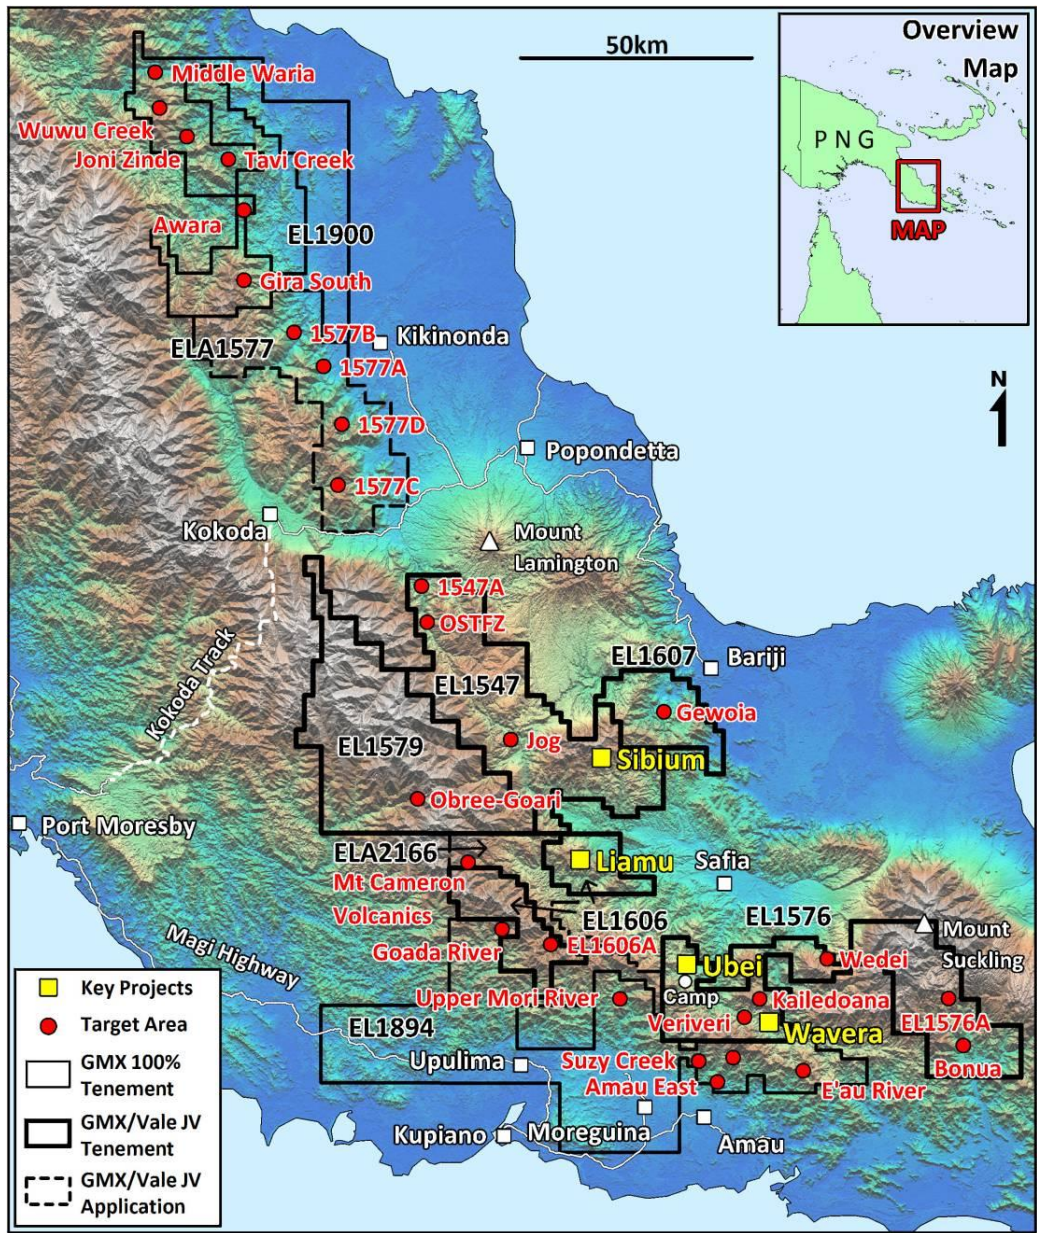 50km
Overview
Map
P N G
MAP
Middle Waria
Wuwu Creek
Joni Zinde
Tavi Creek
Awara
EL1900
Gira South
1577B
ELA1577
Kikinonda
1577A
N
1577D
Popondetta
1577C
Kokoda
Mount
Lamington
1547A
OSTFZ
Kokoda Track
EL1607
Bariji
EL1547
Gewoia
EL1579
Jog
Sibium
Obree-Goari
Port Moresby
ELA2166
Liamu
Safia
Mt Cameron
Volcanics
EL1606
EL1576
Mount
Suckling
Magi Highway
Goada River
EL1606A
Wedei
Ubei
Camp
Upper Mori River
Kailedoana
EL1894
Veriveri
Wavera
EL1576A
Upulima
Suzy Creek
Bonua
Amau East
E'au River
Kupiano
Moreguina
Amau
Key Projects
Target Area
GMX 100%
Tenement
GMX/Vale JV
Tenement
GMX/Vale JV
Application